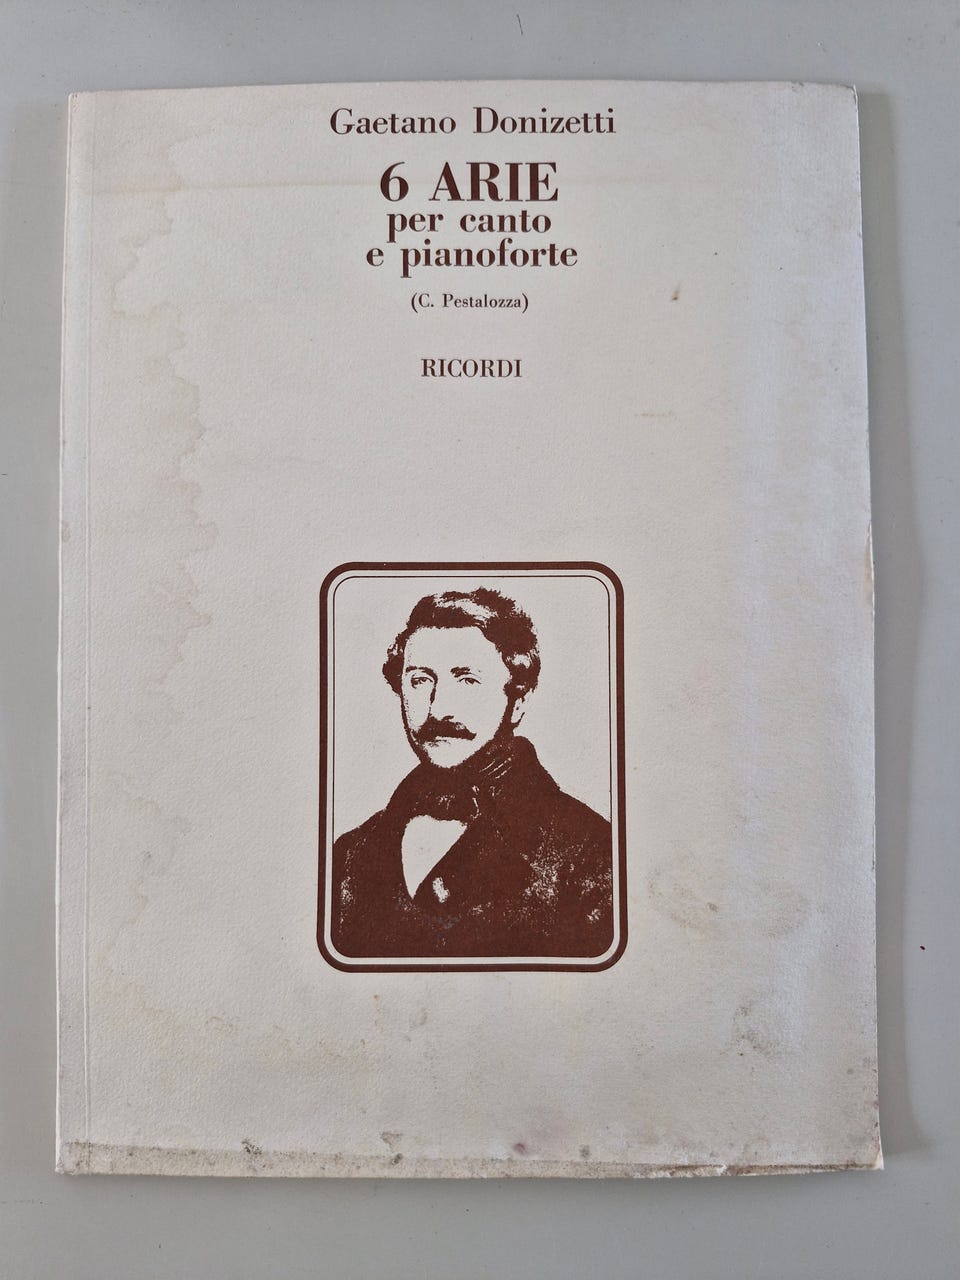 Gaetano Donizetti
6 ARIE
per canto
e pianoforte
(C. Pestalozza)
RICORDI